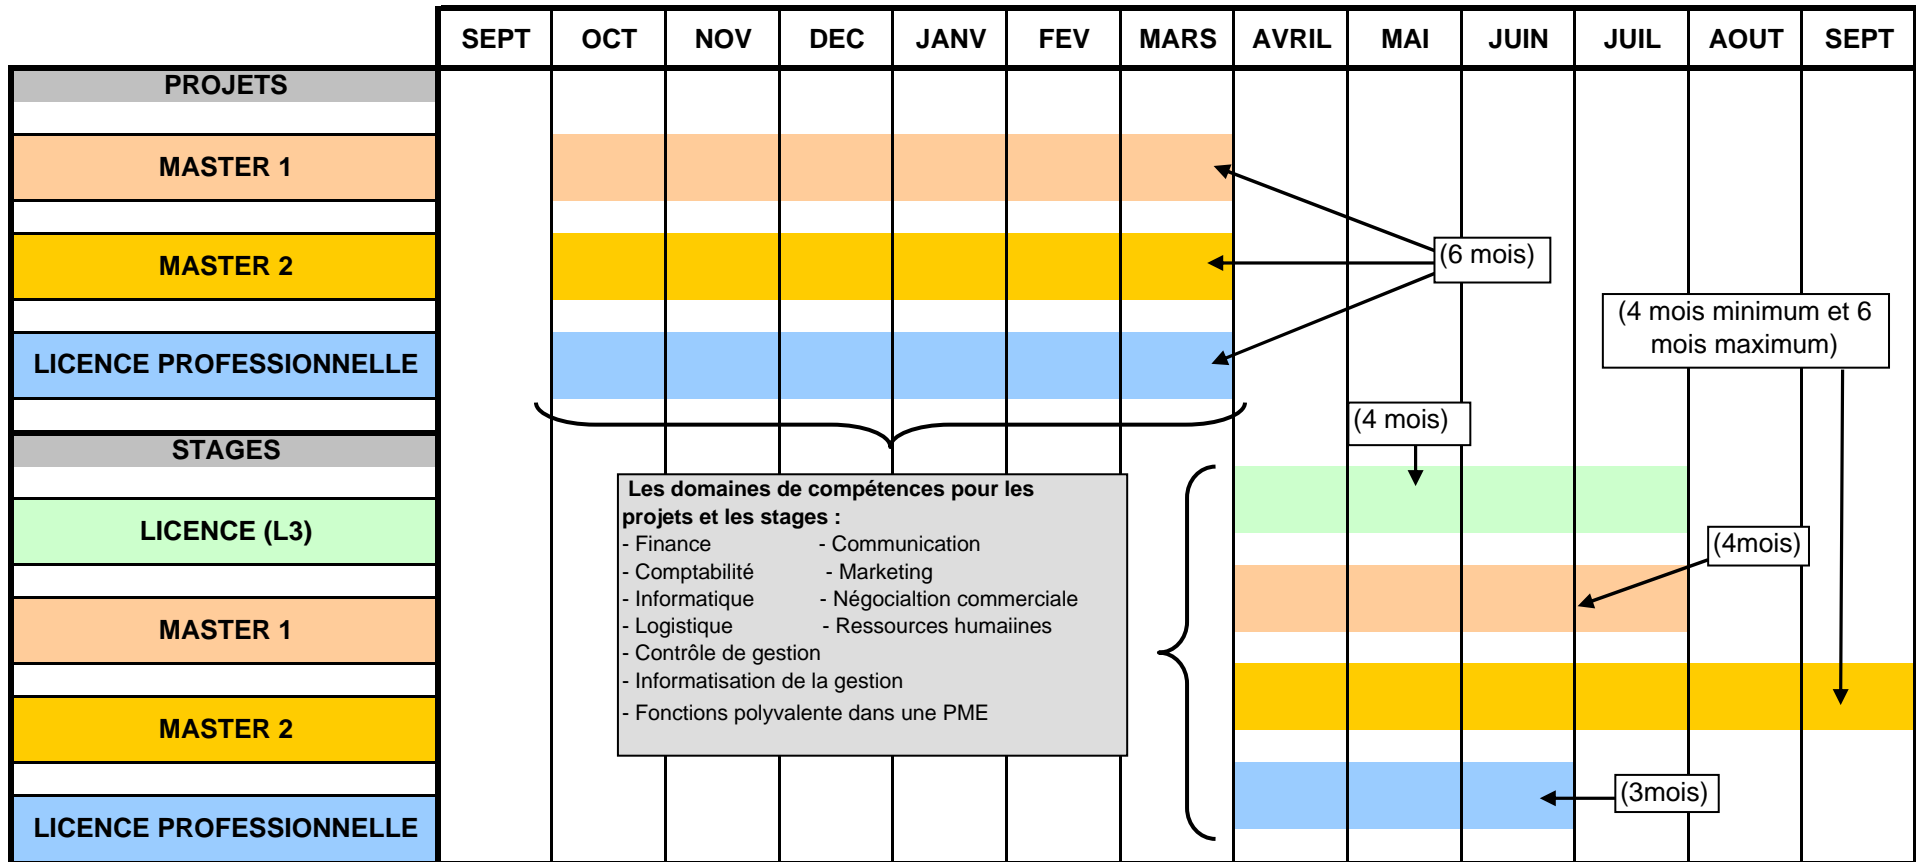 SEPT OCT NOV DEC JANV FEV MARS AVRIL MAI JUIN JUIL AOUT SEPT
PROJETS
MASTER 1
MASTER 2
(6 mois)
(4 mois minimum et 6
mois maximum)
LICENCE PROFESSIONNELLE
(4 mois)
STAGES
Les domaines de compétences pour les
projets et les stages :
- Finance - Communication
- Comptabilité - Marketing
- Informatique - Négocialtion commerciale
- Logistique - Ressources humaiines
- Contrôle de gestion
- Informatisation de la gestion
- Fonctions polyvalente dans une PME
LICENCE (L3)
(4mois)
MASTER 1
MASTER 2
(3mois)
LICENCE PROFESSIONNELLE